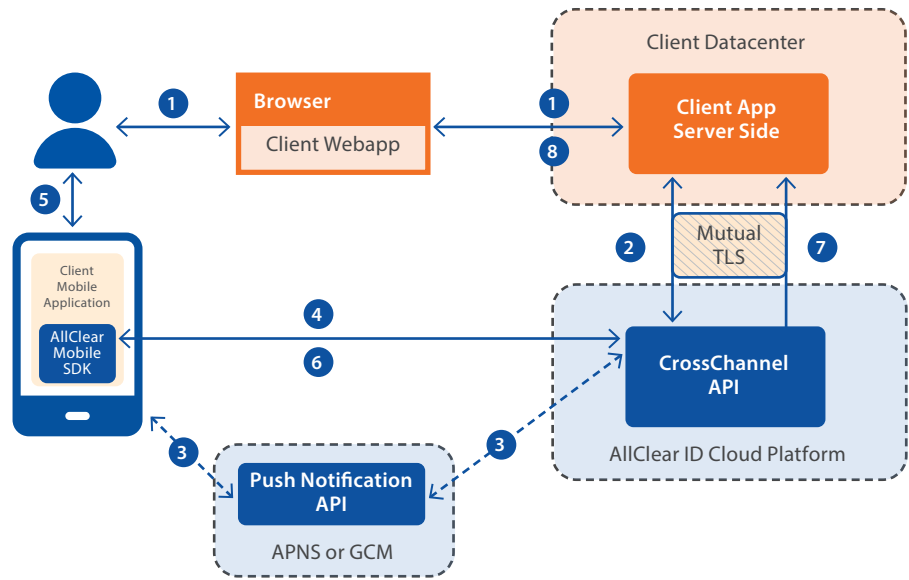 Client Datacenter
1
Browser
Client Webapp
1
8
Client App
Server Side
5
2
Mutual
TLS
7
Client
Mobile
Application
AllClear
Mobile
SDK
4
6
CrossChannel
API
AllClear ID Cloud Platform
3
3
Push Notification
API
APNS or GCM